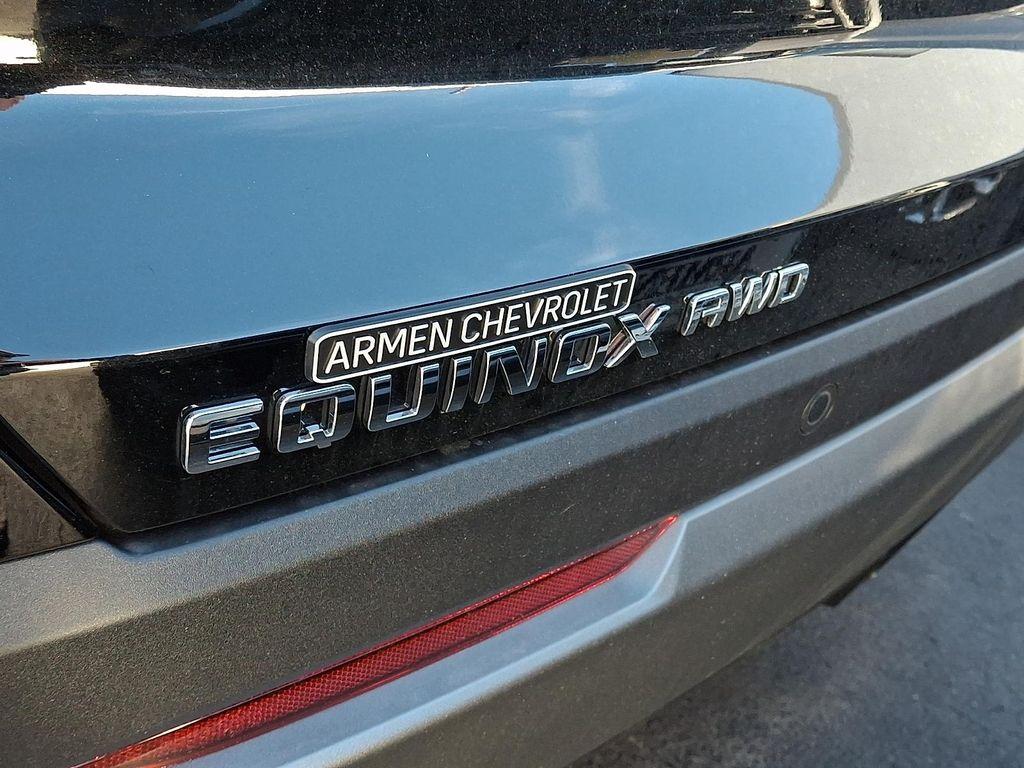 ARMEN CHEVROLET
EQUINOX AWD